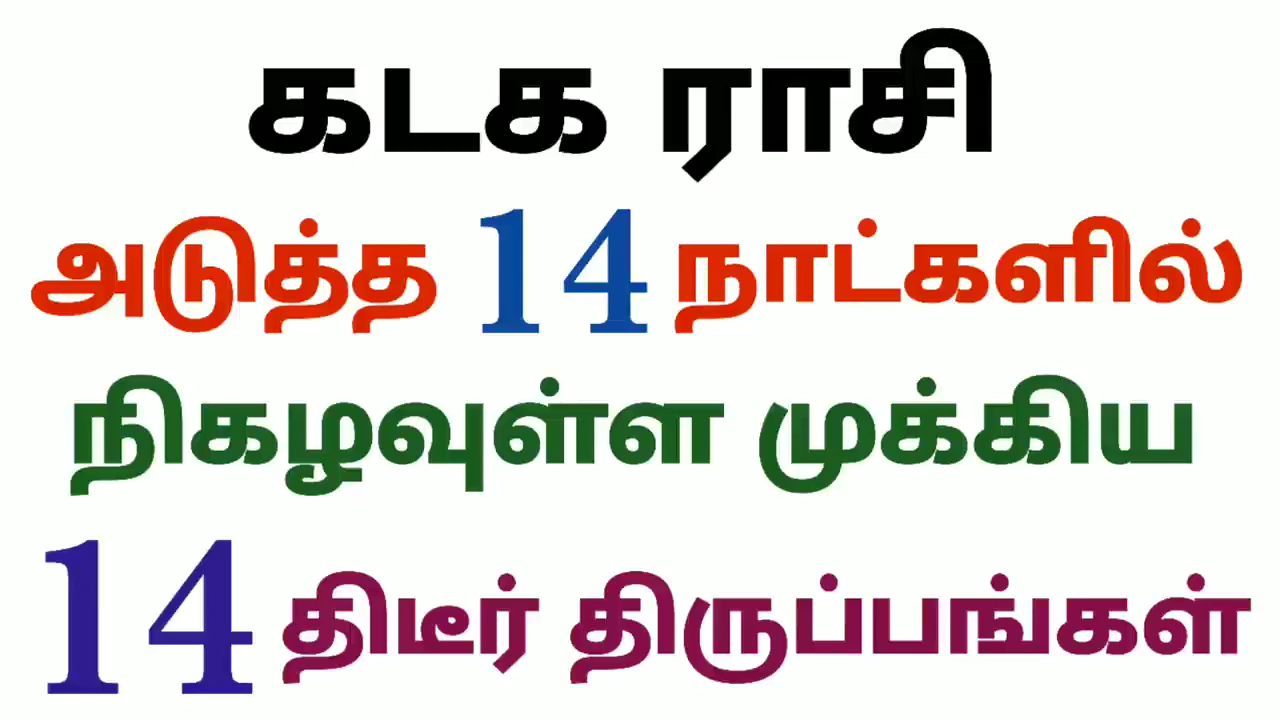 கடக ராசி
அடுத்த 14 நாட்களில்
நிகழவுள்ள முக்கிய
14 திடீர் திருப்பங்கள்